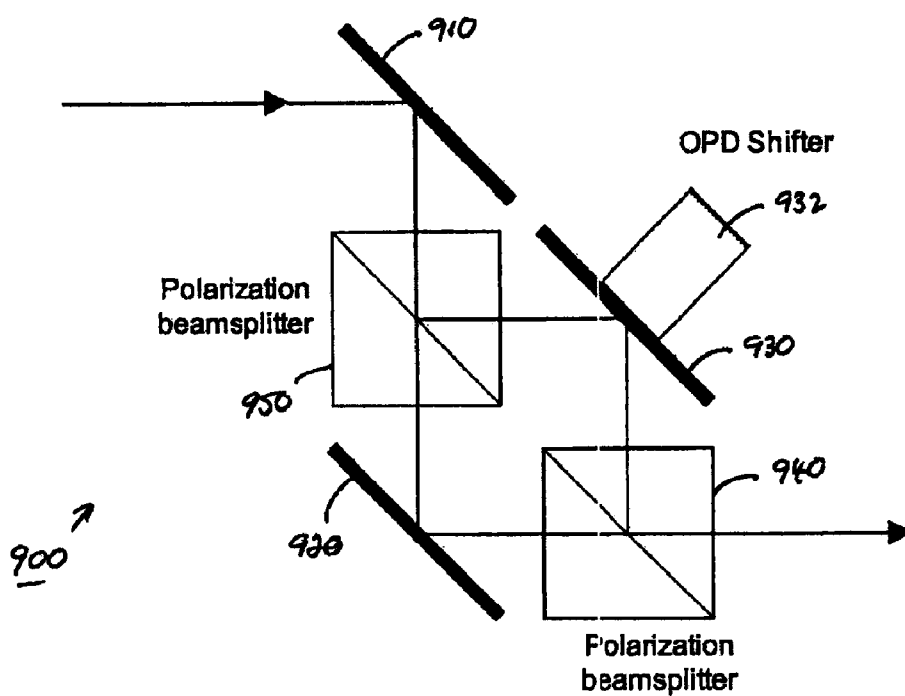 910
OPD Shifter
932
Polarization
beamsplitter
930
950
940
920
900
Polarization
beamsplitter